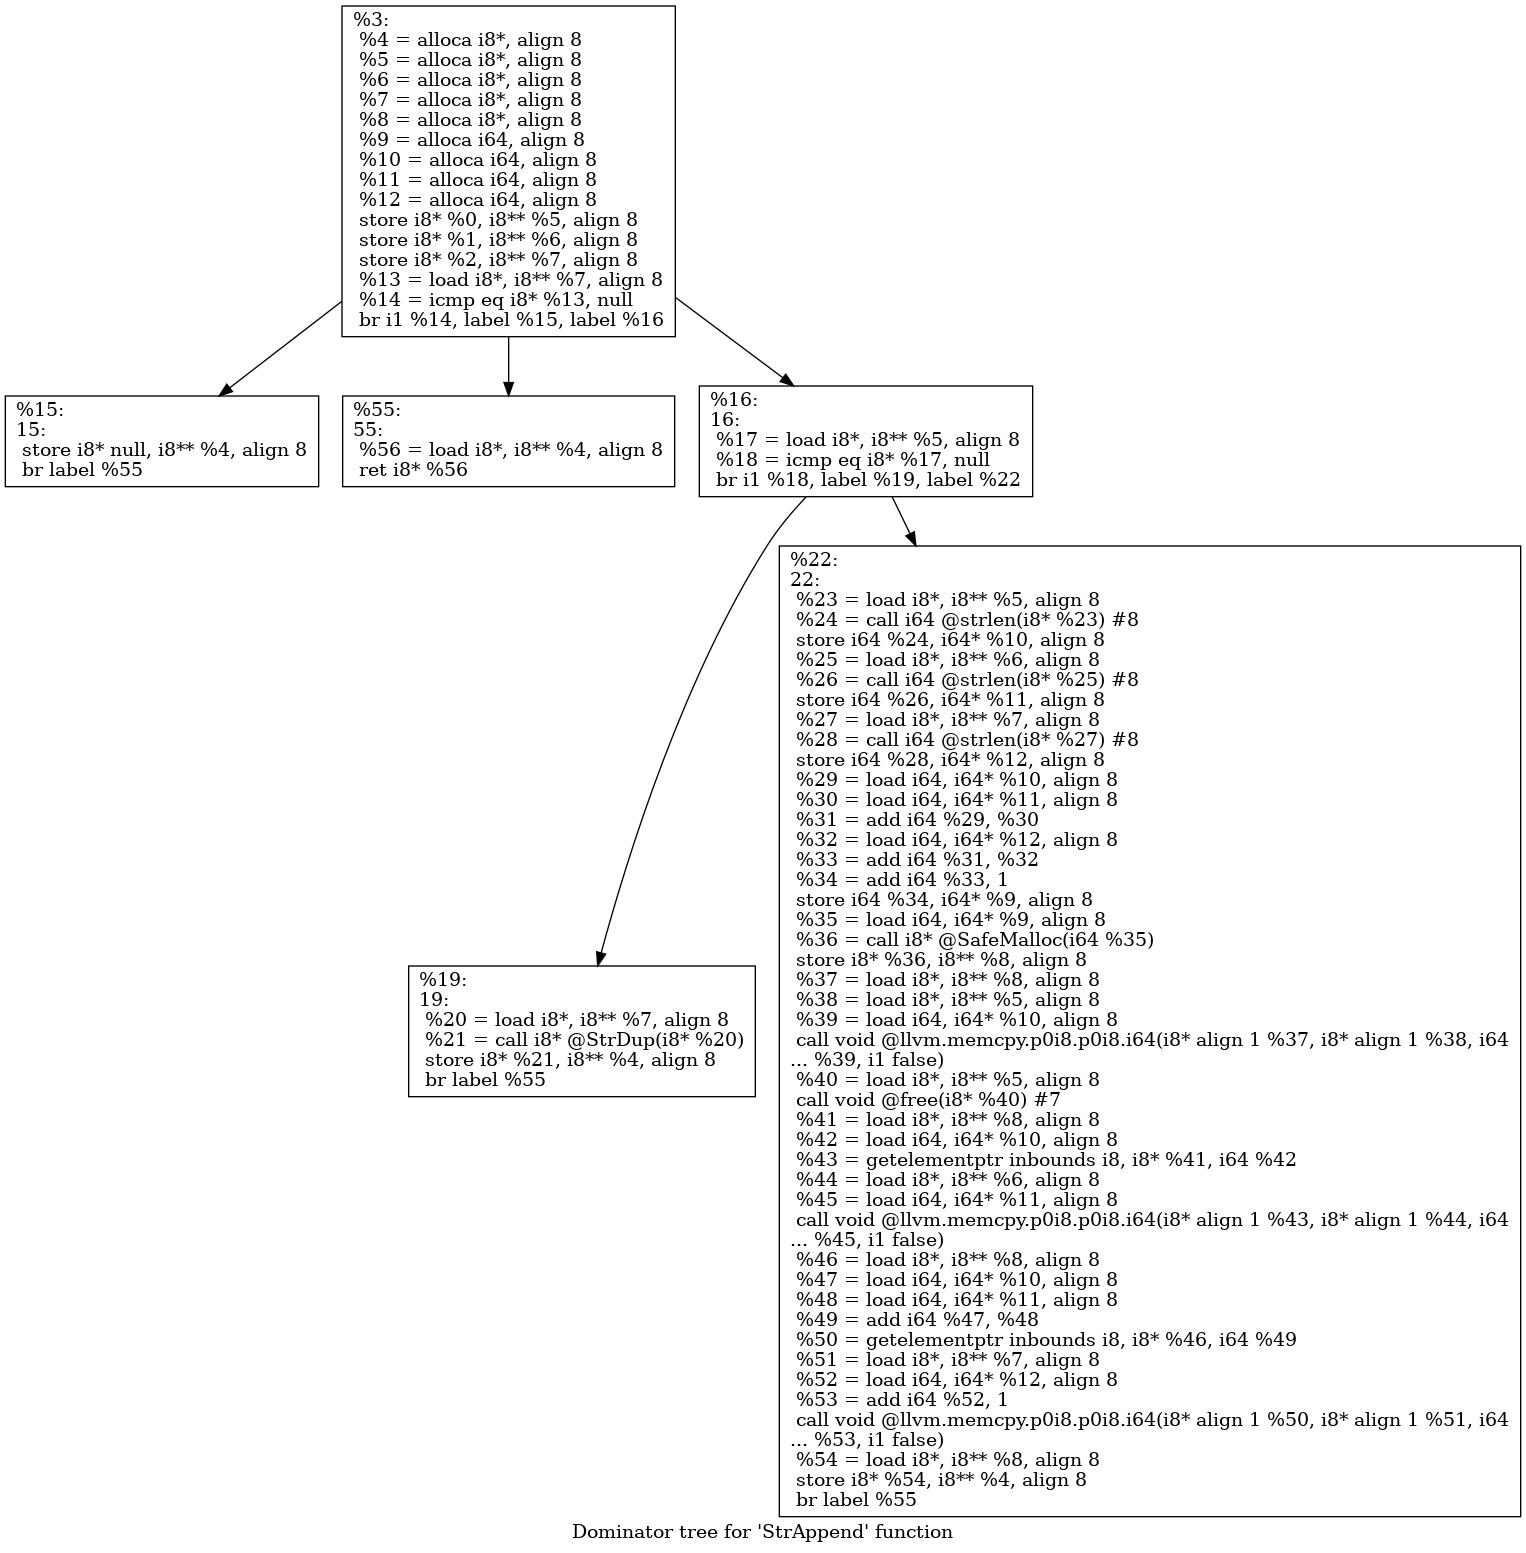 %3:
%4 = alloca i8*, align 8
%5 = alloca i8*, align 8
%6 = alloca i8*, align 8
%7 = alloca i8*, align 8
%8 = alloca i8*, align 8
%9 = alloca i64, align 8
%10 = alloca i64, align 8
%11 = alloca i64, align 8
%12 = alloca i64, align 8
store i8* %0, i8** %5, align 8
store i8* %1, i8** %6, align 8
store i8* %2, i8** %7, align 8
%13 = load i8*, i8** %7, align 8
%14 = icmp eq i8* %13, null
br i1 %14, label %15, label %16
%15:
15:
store i8* null, i8** %4, align 8
br label %55
%55:
55:
%56 = load i8*, i8** %4, align 8
ret i8* %56
%16:
16:
%17 = load i8*, i8** %5, align 8
%18 = icmp eq i8* %17, null
br i1 %18, label %19, label %22
%19:
19:
%20 = load i8*, i8** %7, align 8
%21 = call i8* @StrDup(i8* %20)
store i8* %21, i8** %4, align 8
br label %55
%22:
22:
%23 = load i8*, i8** %5, align 8
%24 = call i64 @strlen(i8* %23) #8
store i64 %24, i64* %10, align 8
%25 = load i8*, i8** %6, align 8
%26 = call i64 @strlen(i8* %25) #8
store i64 %26, i64* %11, align 8
%27 = load i8*, i8** %7, align 8
%28 = call i64 @strlen(i8* %27) #8
store i64 %28, i64* %12, align 8
%29 = load i64, i64* %10, align 8
%30 = load i64, i64* %11, align 8
%31 = add i64 %29, %30
%32 = load i64, i64* %12, align 8
%33 = add i64 %31, %32
%34 = add i64 %33, 1
store i64 %34, i64* %9, align 8
%35 = load i64, i64* %9, align 8
%36 = call i8* @SafeMalloc(i64 %35)
store i8* %36, i8** %8, align 8
%37 = load i8*, i8** %8, align 8
%38 = load i8*, i8** %5, align 8
%39 = load i64, i64* %10, align 8
call void @llvm.memcpy.p0i8.p0i8.i64(i8* align 1 %37, i8* align 1 %38, i64
... %39, i1 false)
%40 = load i8*, i8** %5, align 8
call void @free(i8* %40) #7
%41 = load i8*, i8** %8, align 8
%42 = load i64, i64* %10, align 8
%43 = getelementptr inbounds i8, i8* %41, i64 %42
%44 = load i8*, i8** %6, align 8
%45 = load i64, i64* %11, align 8
call void @llvm.memcpy.p0i8.p0i8.i64(i8* align 1 %43, i8* align 1 %44, i64
... %45, i1 false)
%46 = load i8*, i8** %8, align 8
%47 = load i64, i64* %10, align 8
%48 = load i64, i64* %11, align 8
%49 = add i64 %47, %48
%50 = getelementptr inbounds i8, i8* %46, i64 %49
%51 = load i8*, i8** %7, align 8
%52 = load i64, i64* %12, align 8
%53 = add i64 %52, 1
call void @llvm.memcpy.p0i8.p0i8.i64(i8* align 1 %50, i8* align 1 %51, i64
... %53, i1 false)
%54 = load i8*, i8** %8, align 8
store i8* %54, i8** %4, align 8
br label %55
Dominator tree for 'StrAppend' function